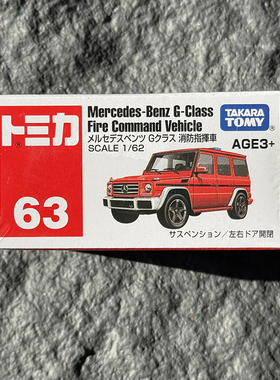 トミカ
63
Mercedes-Benz G-Class
Fire Command Vehicle
メルセデスベンツ Gクラス 消防指揮車
SCALE 1/62
TAKARA
TOMY
AGE3+
サスペンション／左右ドア開閉